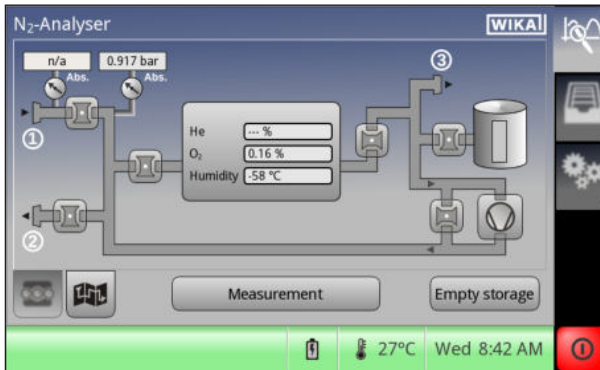 N₂-Analyser
WIKA
n/a
0.917 bar
Abs.
Abs.
③
①
He
--- %
O₂
0.16 %
Humidity
-58 °C
②
Measurement
Empty storage
27°C
Wed 8:42 AM